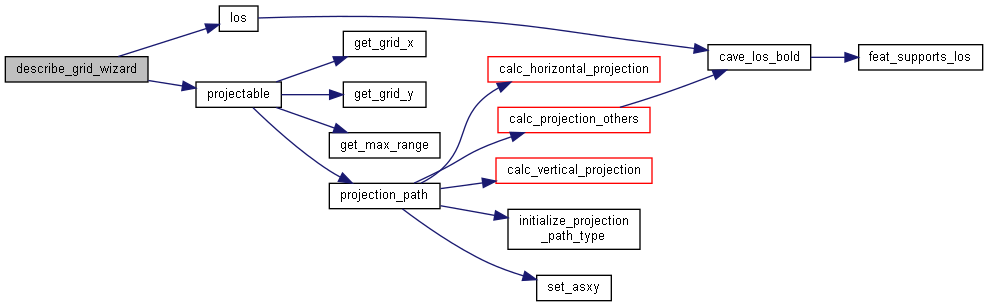 describe_grid_wizard
los
projectable
get_grid_x
get_grid_y
get_max_range
projection_path
calc_horizontal_projection
calc_projection_others
calc_vertical_projection
initialize_projection
_path_type
set_asxy
cave_los_bold
feat_supports_los